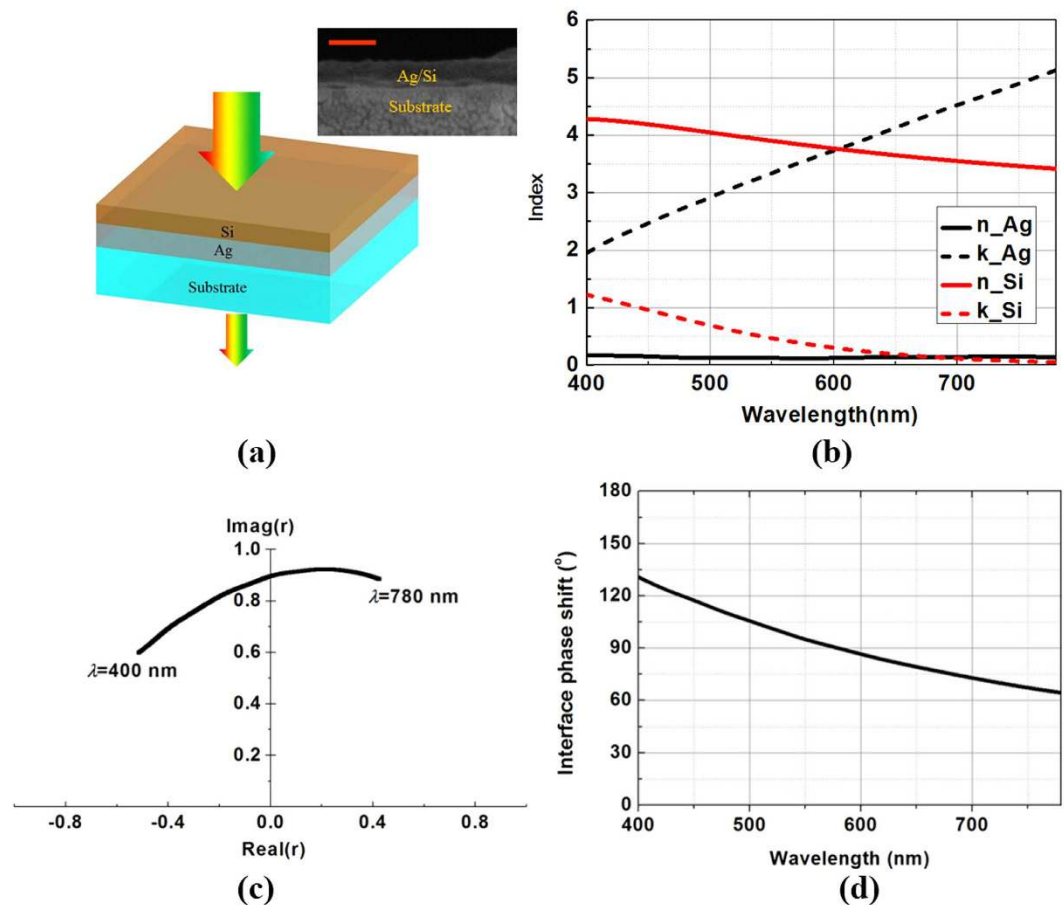 Ag/Si
Substrate
Si
Ag
Substrate
(a)
6
5
4
3
2
1
0
Index
n_Ag
k_Ag
n_Si
k_Si
400 500 600 700
Wavelength(nm)
(b)
Imag(r)
1.0
0.8
0.6
0.4
0.2
λ=780 nm
λ=400 nm
-0.8 -0.4 0.0 0.4 0.8
Real(r)
(c)
180
150
120
90
60
30
0
Interface phase shift (°)
400 500 600 700
Wavelength (nm)
(d)